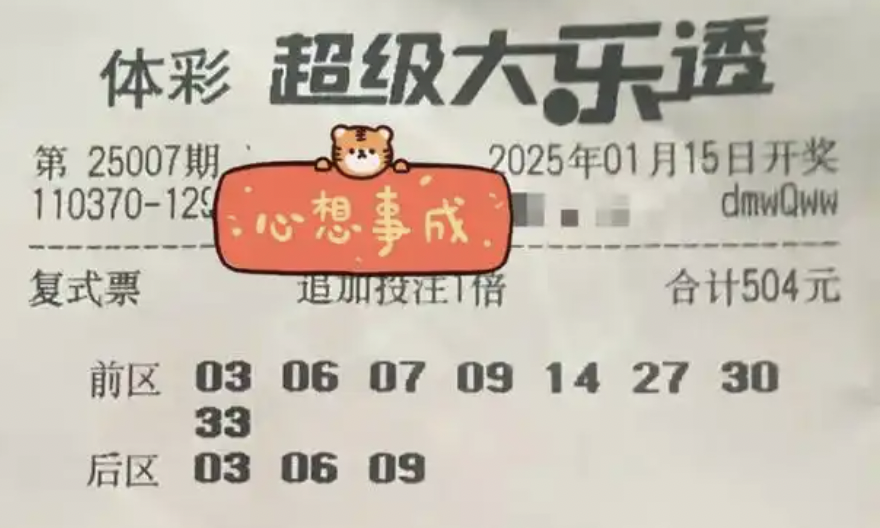 体彩 超级大乐透
第 25007期 2025年01月15日开奖
110370-129 dmwQww
心想事成
复式票 追加投注1倍 合计504元
前区 03 06 07 09 14 27 30
33
后区 03 06 09